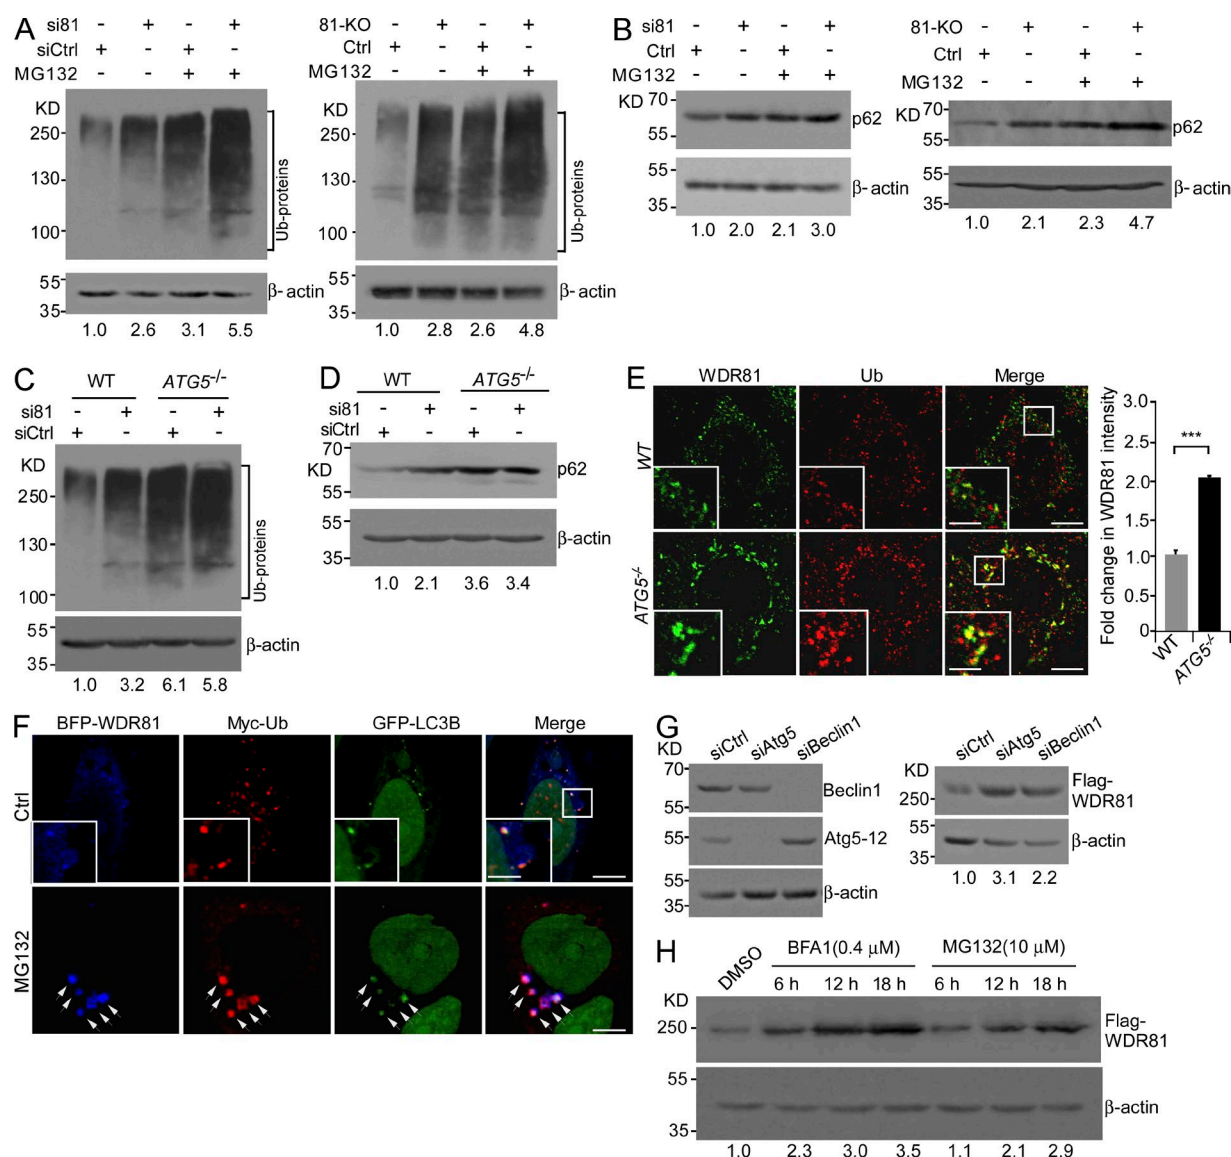 A
si81 - + - +
siCtrl + - + -
MG132 - - + +
KD
250
130
100
Ub-proteins
55
35
β- actin
1.0 2.6 3.1 5.5
81-KO - + - +
Ctrl + - + -
MG132 - - + +
KD
250
130
100
Ub-proteins
55
35
β- actin
1.0 2.8 2.6 4.8
B
si81 - + - +
Ctrl + - + -
MG132 - - + +
KD 70
55
p62
55
35
β- actin
1.0 2.0 2.1 3.0
81-KO - + - +
Ctrl + - + -
MG132 - - + +
KD 70
55
p62
55
35
β- actin
1.0 2.1 2.3 4.7
C
WT ATG5-/-
si81 - + - +
siCtrl + - + -
KD
250
130
100
Ub-proteins
55
35
β-actin
1.0 3.2 6.1 5.8
D
WT ATG5-/-
si81 - + - +
siCtrl + - + -
70
KD
55
p62
55
35
β-actin
1.0 2.1 3.6 3.4
E
WDR81 Ub Merge
WT
ATG5-/-
Fold change in WDR81 intensity
3.0
2.5
2.0
1.5
1.0
0.5
0
***
WT ATG5-/-
F
BFP-WDR81 Myc-Ub GFP-LC3B Merge
Ctrl
MG132
G
siCtrl siAtg5 siBeclin1
KD
70
55
Beclin1
55
Atg5-12
55
35
β-actin
siCtrl siAtg5 siBeclin1
KD
250
Flag-
WDR81
55
35
β-actin
1.0 3.1 2.2
H
DMSO BFA1(0.4 μM) MG132(10 μM)
6 h 12 h 18 h 6 h 12 h 18 h
KD
250
Flag-
WDR81
55
35
β-actin
1.0 2.3 3.0 3.5 1.1 2.1 2.9